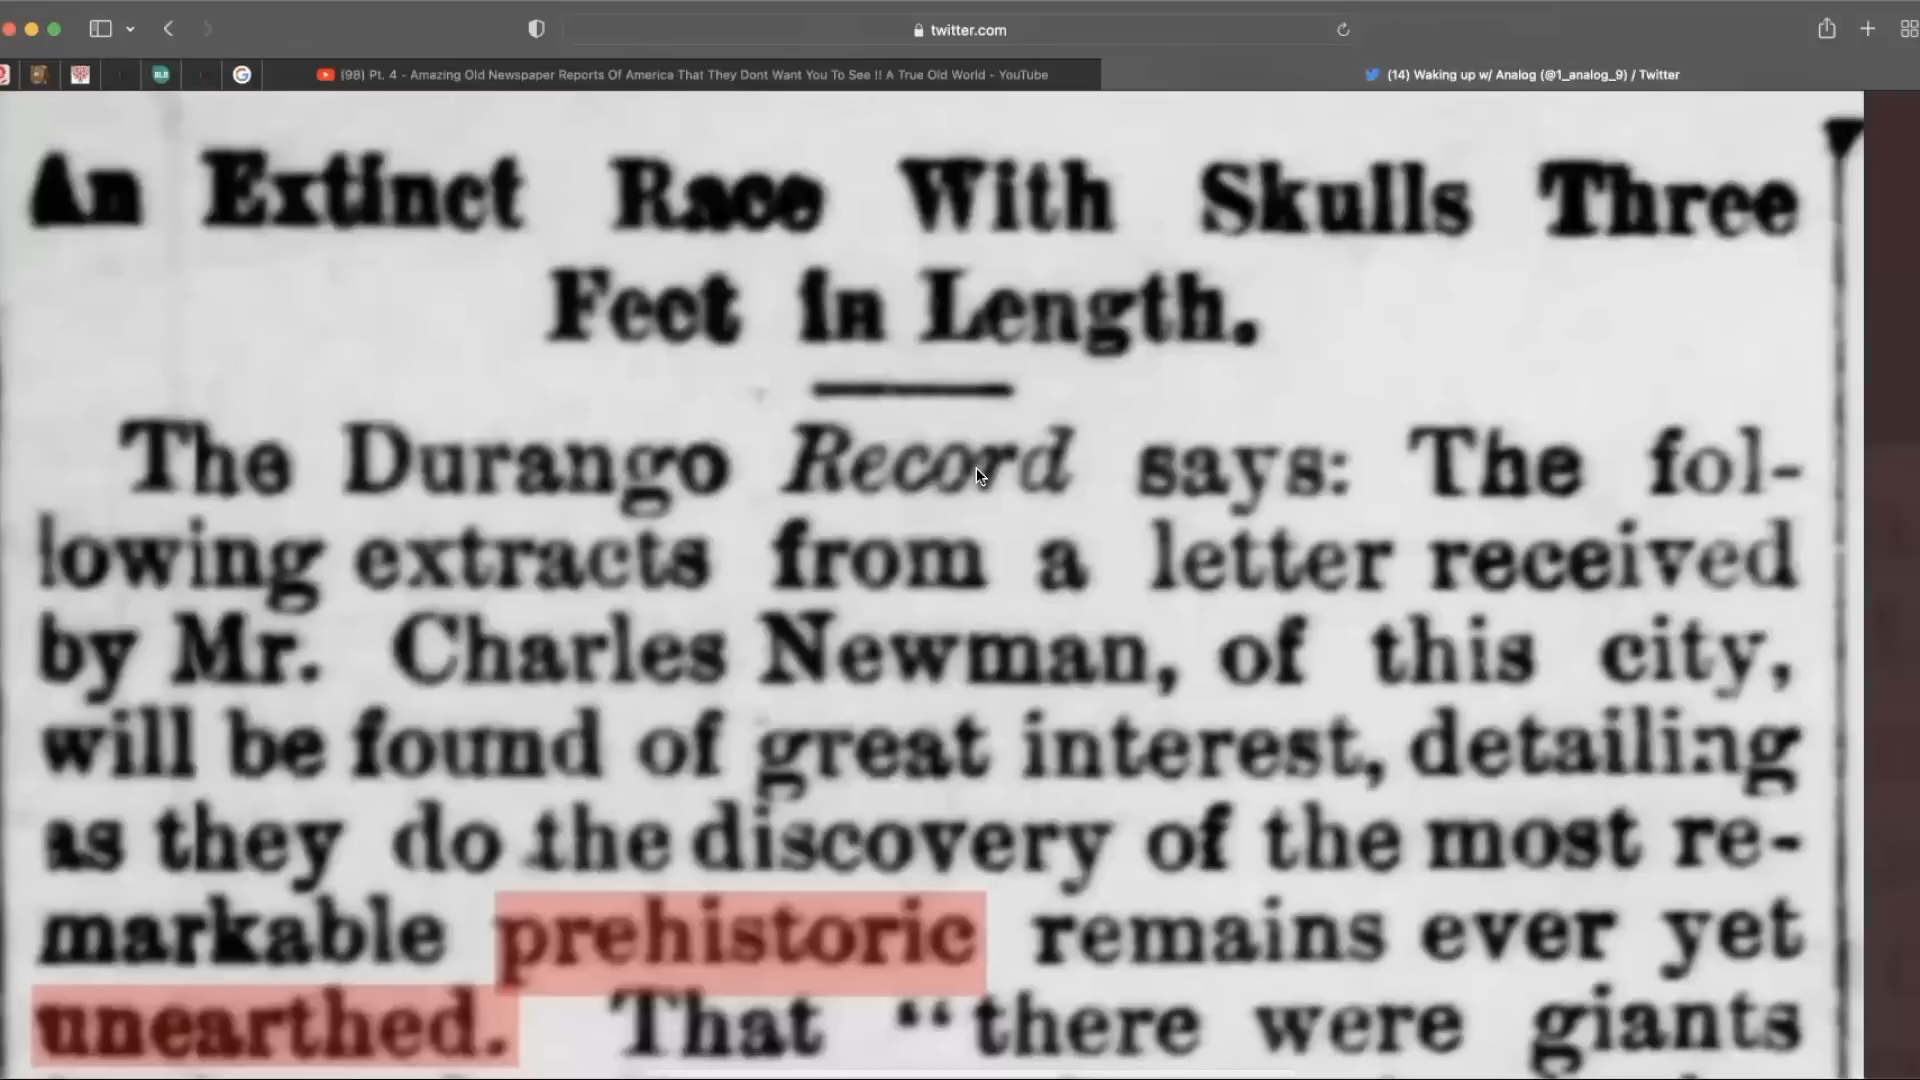 twitter.com
BLB
(98) Pt. 4 - Amazing Old Newspaper Reports Of America That They Dont Want You To See !! A True Old World - YouTube
(14) Waking up w/ Analog (@1_analog_9) / Twitter
An Extinct Race With Skulls Three
Feet in Length.
The Durango Record says: The fol-
lowing extracts from a letter received
by Mr. Charles Newman, of this city,
will be found of great interest, detailing
as they do the discovery of the most re-
markable prehistoric remains ever yet
unearthed. That "there were giants